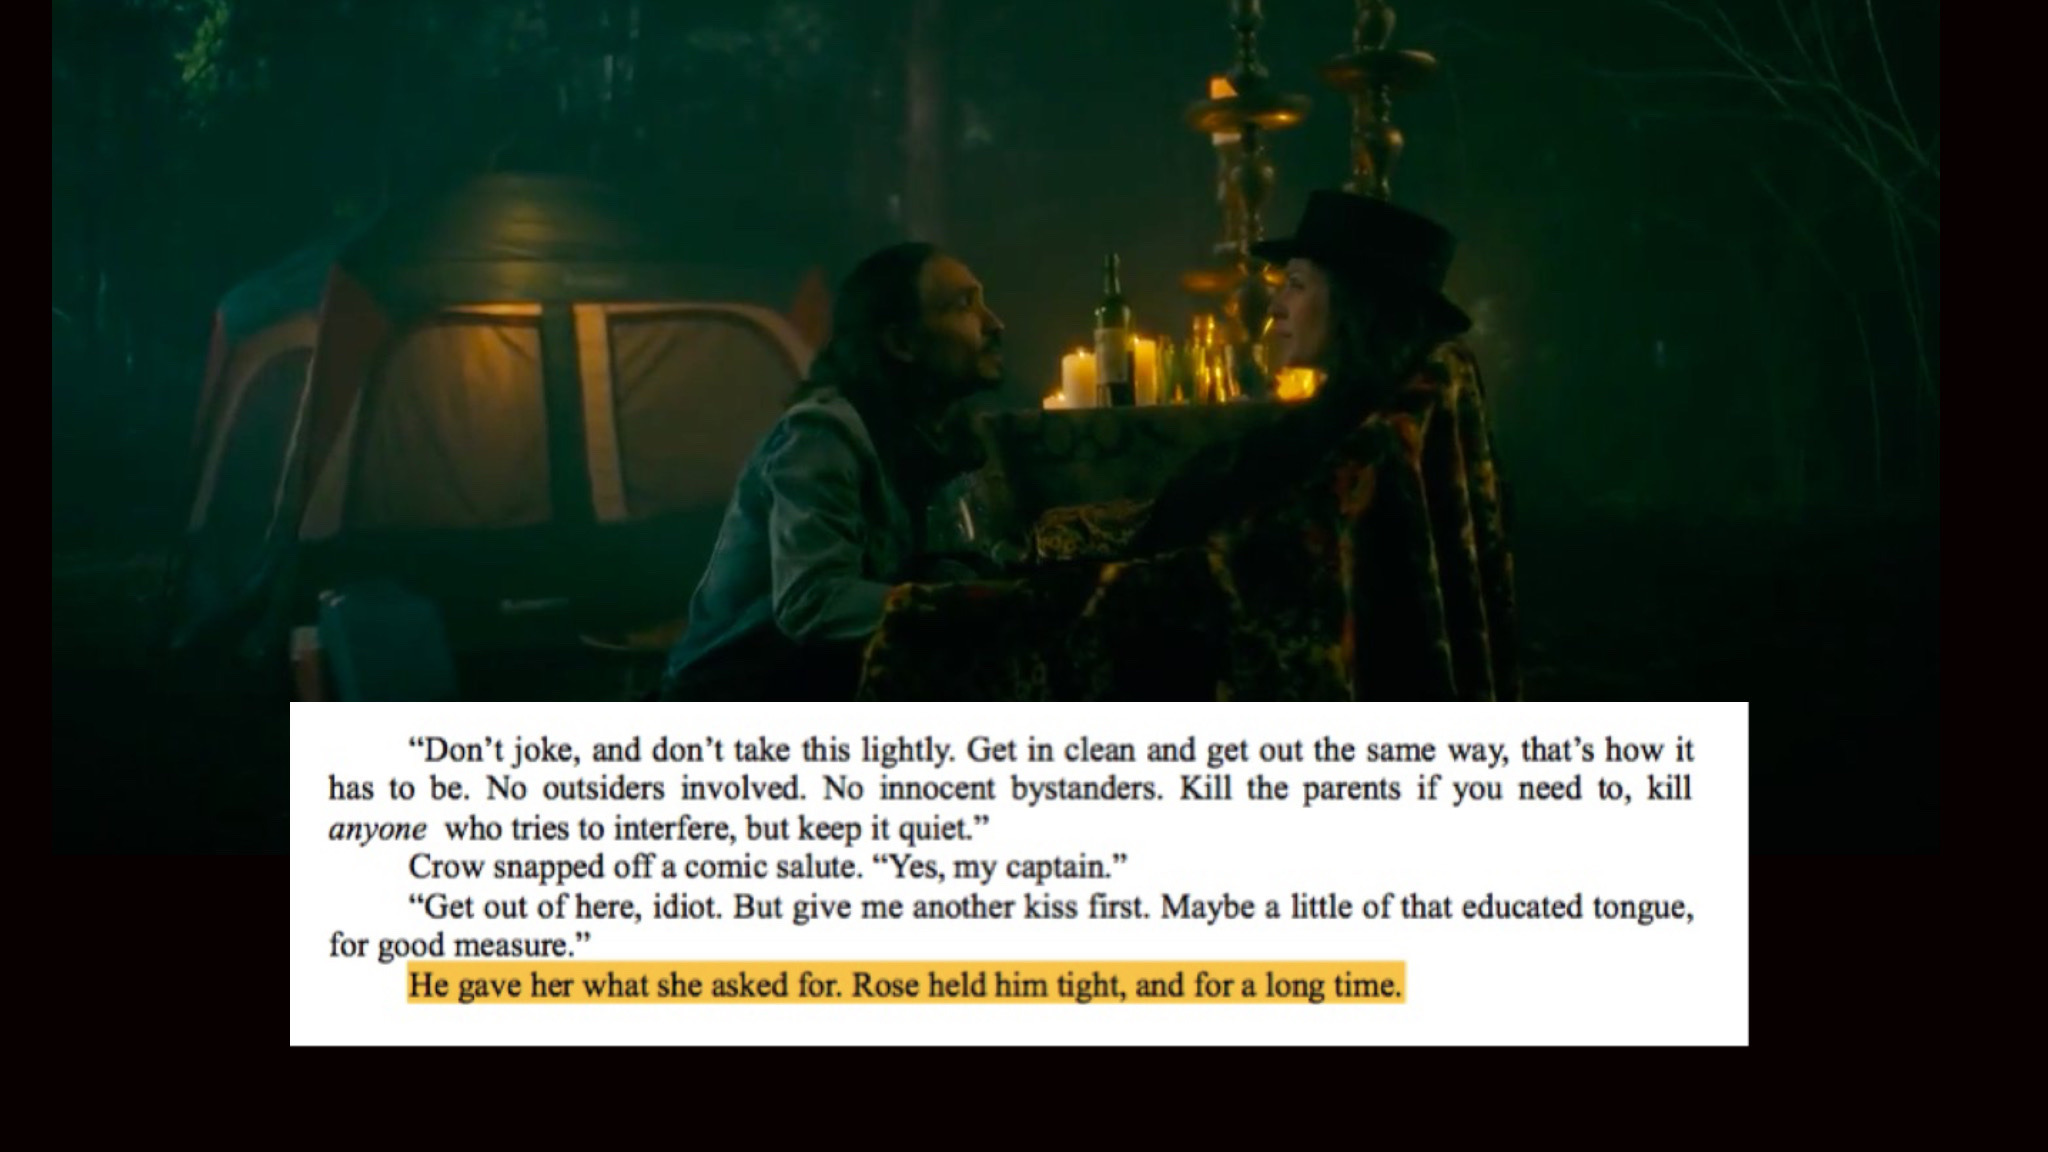 “Don’t joke, and don’t take this lightly. Get in clean and get out the same way, that’s how it
has to be. No outsiders involved. No innocent bystanders. Kill the parents if you need to, kill
anyone who tries to interfere, but keep it quiet.”
Crow snapped off a comic salute. “Yes, my captain.”
“Get out of here, idiot. But give me another kiss first. Maybe a little of that educated tongue,
for good measure.”
He gave her what she asked for. Rose held him tight, and for a long time.